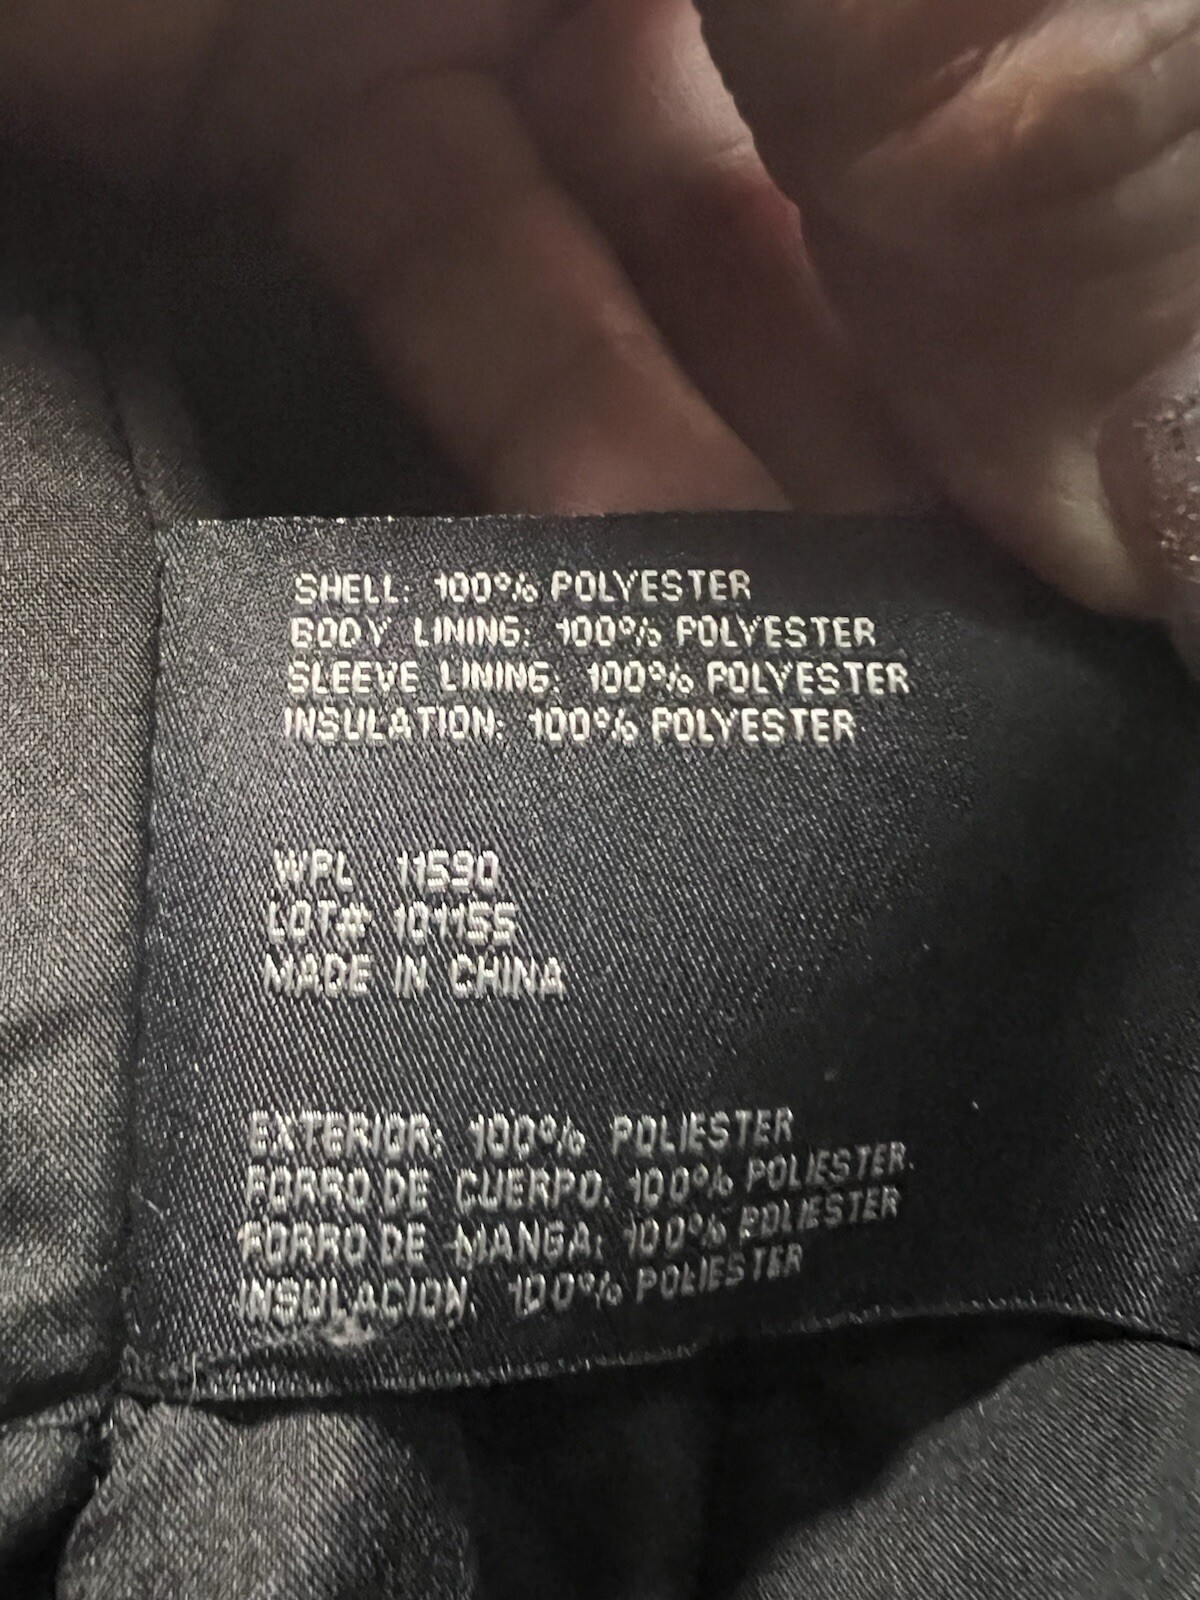 SHELL: 100% POLYESTER
BODY LINING: 100% POLYESTER
SLEEVE LINING: 100% POLYESTER
INSULATION: 100% POLYESTER
WPL 11590
LOT# 101155
MADE IN CHINA
EXTERIOR: 100% POLIESTER
FORRO DE CUERPO: 100% POLIESTER
FORRO DE MANGA: 100% POLIESTER
INSULACION: 100% POLIESTER